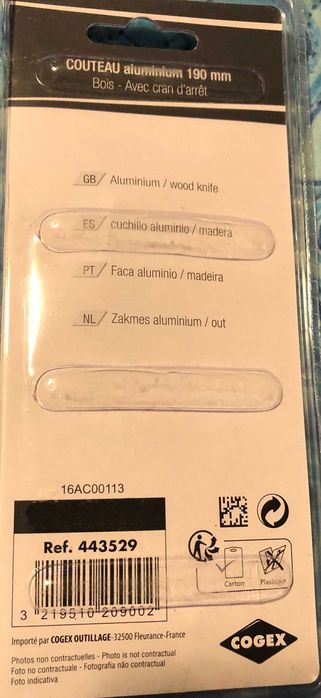 COUTEAU aluminium 190 mm
Bois - Avec cran d'arrêt
GB / Aluminium / wood knife
ES / cuchillo aluminio / madera
PT / Faca aluminio / madeira
NL / Zakmes aluminium / out
16AC00113
Ref. 443529
3 219510 209002
Carton
Plastique
Importé par COGEX OUTILLAGE-32500 Fleurance-France
COGEX
Photos non contractuelles - Photo is not contractual
Foto no contractuale - Fotografia não contractual
Foto indicativa